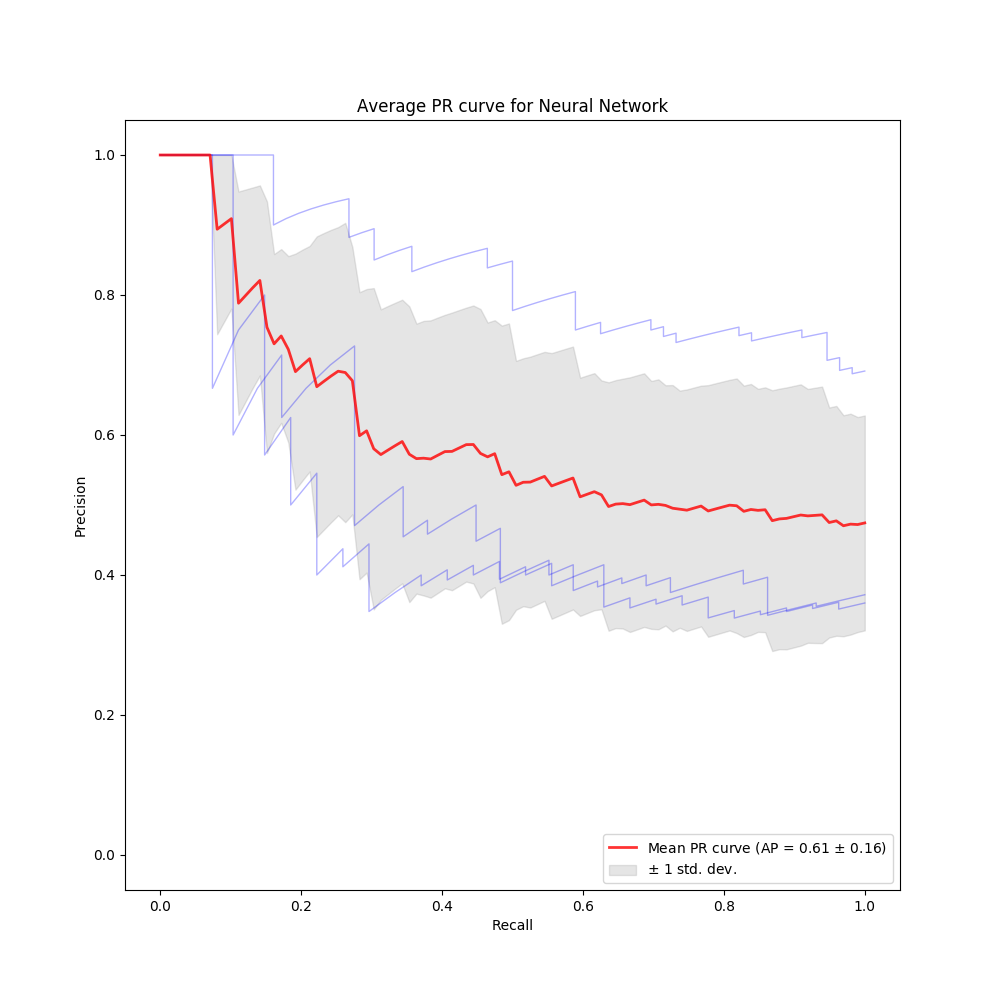 Average PR curve for Neural Network
Precision
1.0
0.8
0.6
0.4
0.2
0.0
Mean PR curve (AP = 0.61 ± 0.16)
± 1 std. dev.
0.0 0.2 0.4 0.6 0.8 1.0
Recall